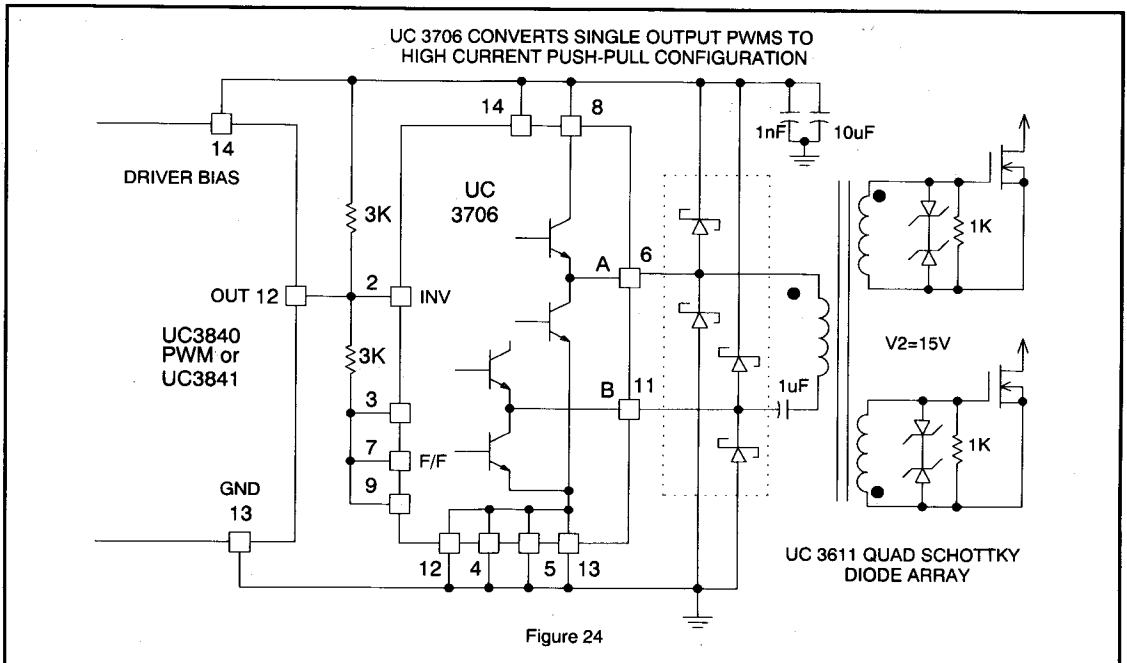 UC 3706 CONVERTS SINGLE OUTPUT PWMS TO
HIGH CURRENT PUSH-PULL CONFIGURATION
14
8
14
1nF
10uF
DRIVER BIAS
UC
3706
3K
1K
A
6
2
INV
OUT 12
UC3840
PWM or
UC3841
V2=15V
3K
B
11
1uF
3
7
F/F
1K
9
GND
13
12
4
5
13
UC 3611 QUAD SCHOTTKY
DIODE ARRAY
Figure 24